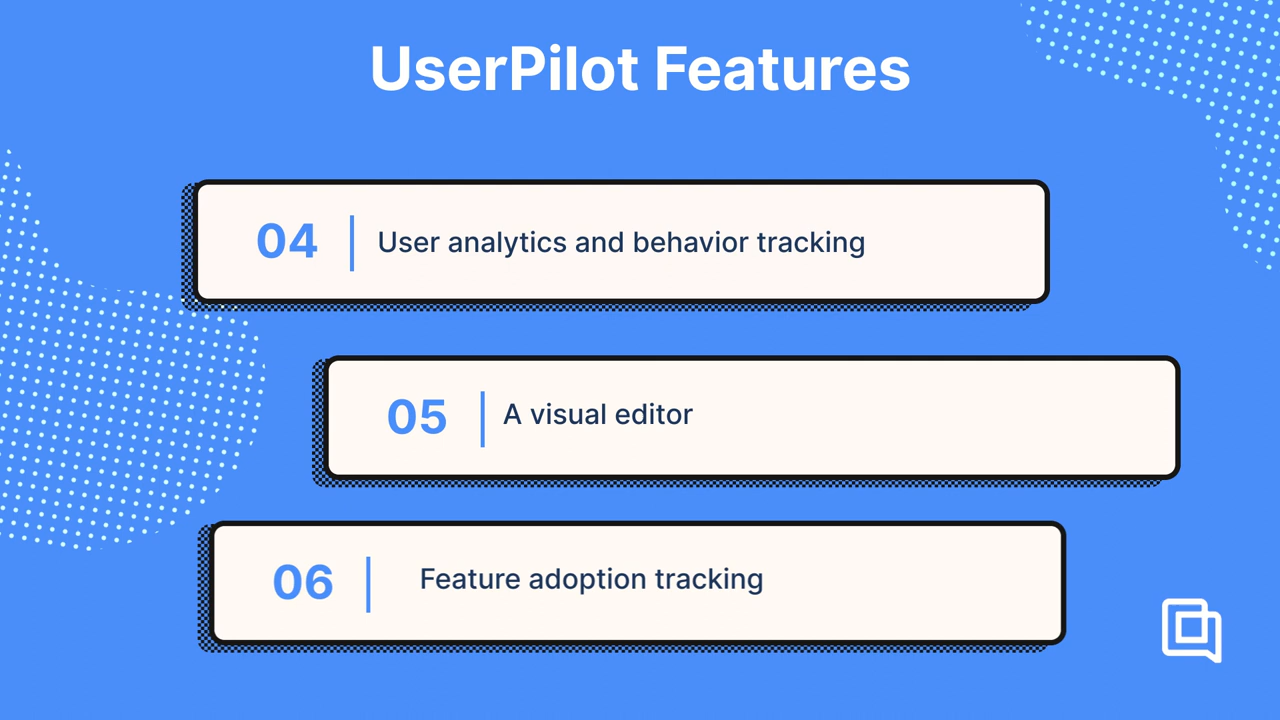 UserPilot Features
04
User analytics and behavior tracking
05
A visual editor
06
Feature adoption tracking